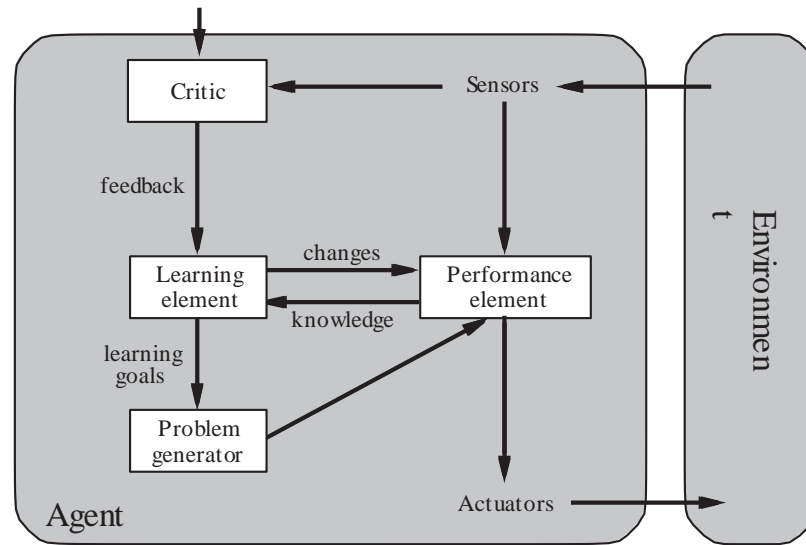 Critic
Sensors
feedback
changes
Learning
element
Performance
element
knowledge
learning
goals
Problem
generator
Actuators
Agent
Environmen
t